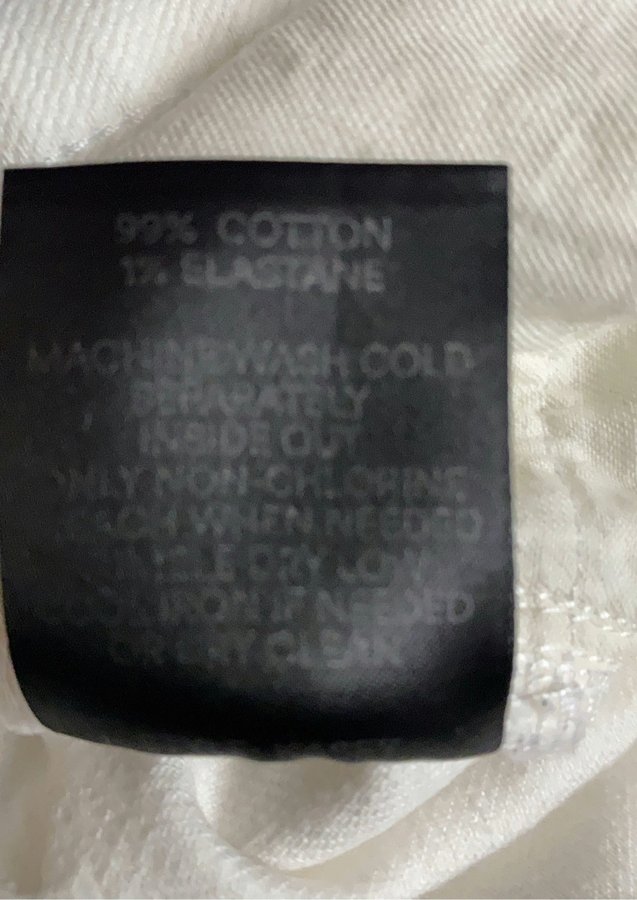 99% COTTON
1% ELASTANE
MACHINE WASH COLD
SEPARATELY
INSIDE OUT
ONLY NON-CHLORINE
WHEN NEEDED
DRY LOW
IRON IF NEEDED
OR DRY CLEAN